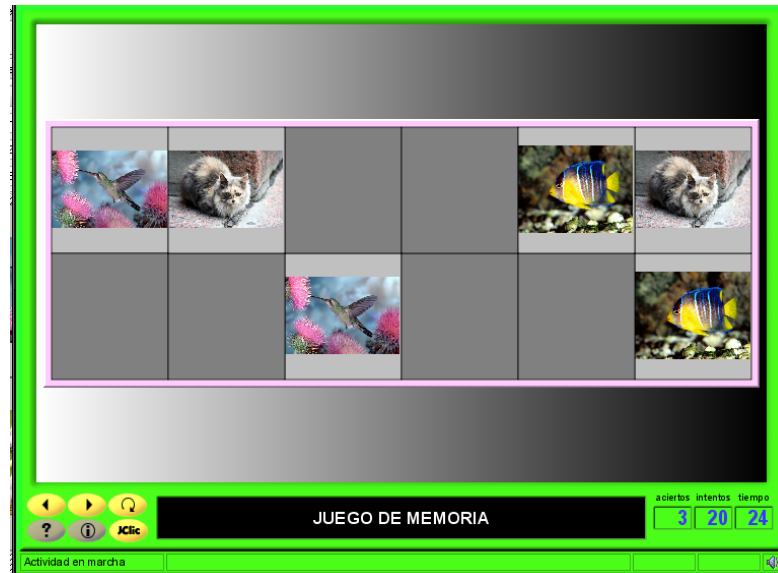 ? i JClic
JUEGO DE MEMORIA
aciertos intentos tiempo
3 20 24
Actividad en marcha